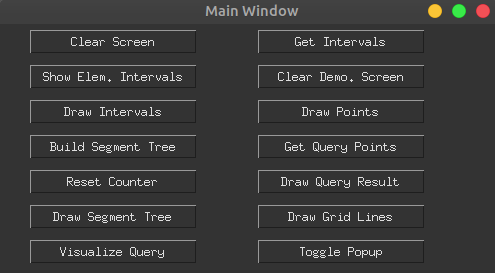 Main Window
Clear Screen
Get Intervals
Show Elem. Intervals
Clear Demo. Screen
Draw Intervals
Draw Points
Build Segment Tree
Get Query Points
Reset Counter
Draw Query Result
Draw Segment Tree
Draw Grid Lines
Visualize Query
Toggle Popup